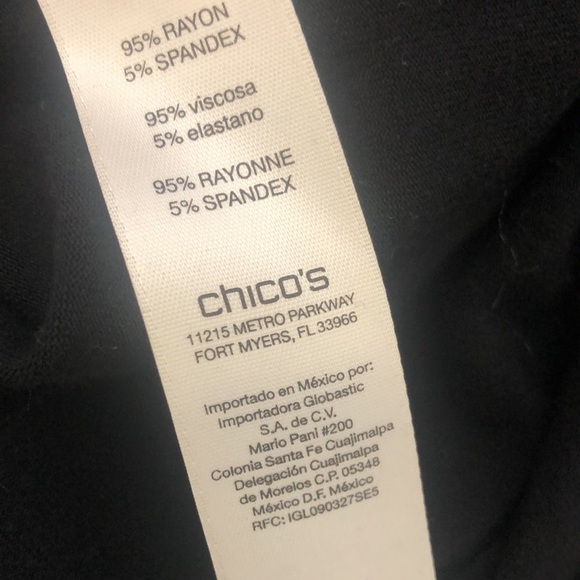 95% RAYON
5% SPANDEX
95% viscosa
5% elastano
95% RAYONNE
5% SPANDEX
chico's
11215 METRO PARKWAY
FORT MYERS, FL 33966
Importado en México por:
Importadora Globastic
S.A. de C.V.
Mario Pani #200
Colonia Santa Fe Cuajimalpa
Delegación Cuajimalpa
de Morelos C.P. 05348
México D.F. México
RFC: IGL090327SE5